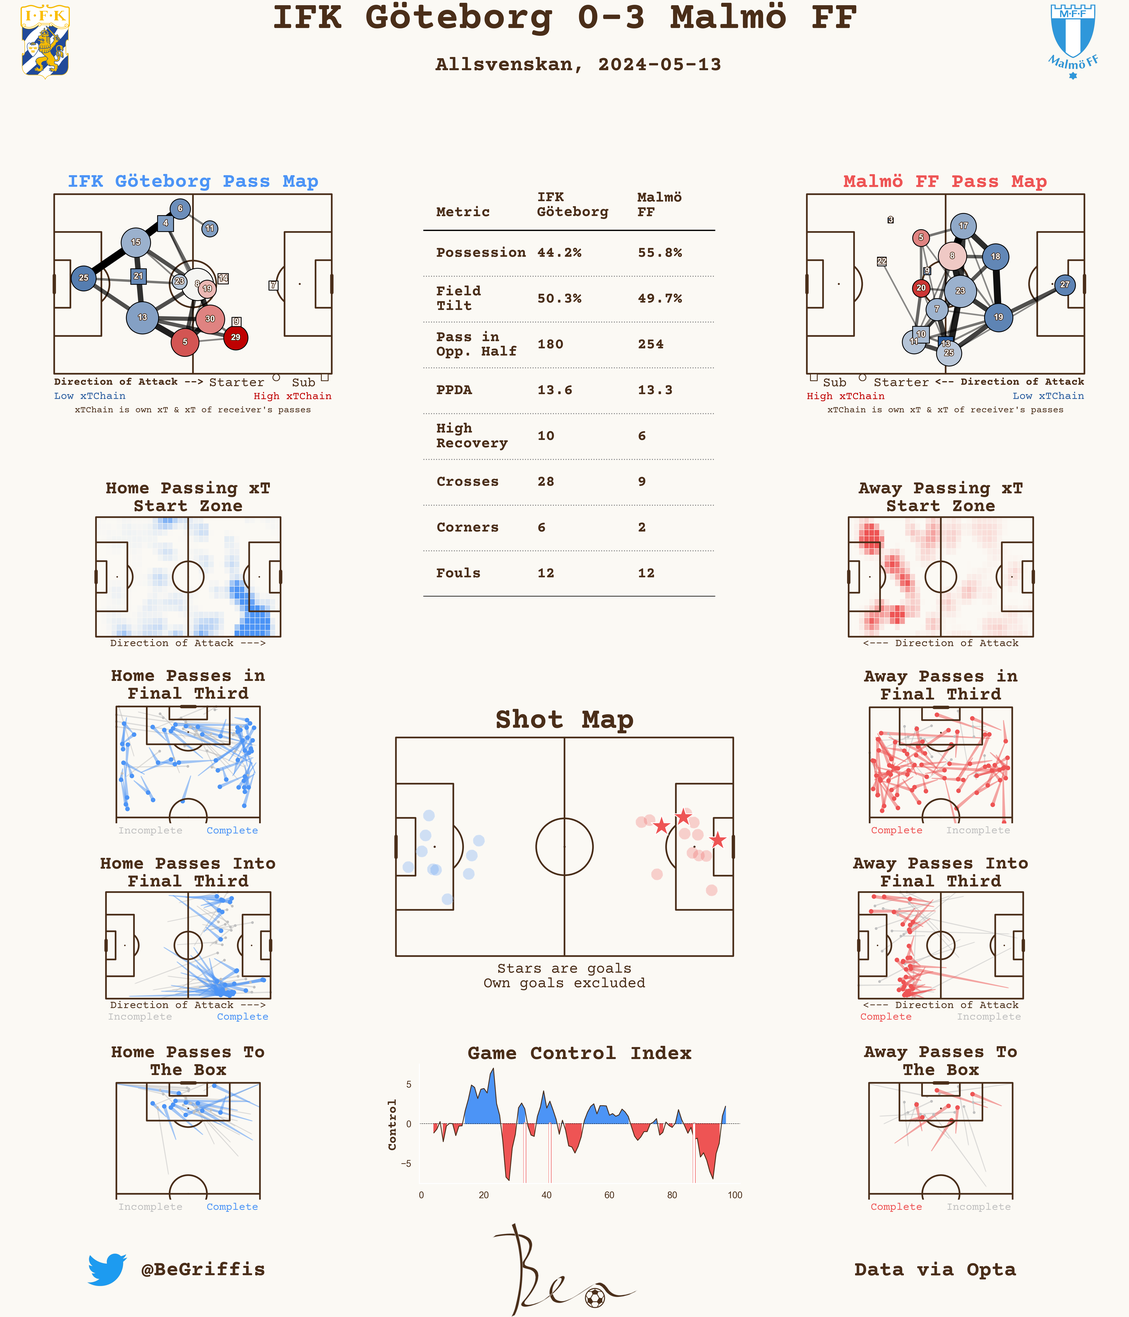 IFK Göteborg 0-3 Malmö FF
Allsvenskan, 2024-05-13
I·F·K
M·F·F
Malmö FF
IFK Göteborg Pass Map
6
4
11
15
25
21
23
8
19
14
7
13
30
9
29
5
Direction of Attack --> Starter Sub
Low xTChain High xTChain
xTChain is own xT & xT of receiver's passes
Metric IFK Göteborg Malmö FF
Possession 44.2% 55.8%
Field Tilt 50.3% 49.7%
Pass in Opp. Half 180 254
PPDA 13.6 13.3
High Recovery 10 6
Crosses 28 9
Corners 6 2
Fouls 12 12
Malmö FF Pass Map
17
5
8
18
20
23
27
7
19
10
11
13
25
Sub Starter <-- Direction of Attack
High xTChain Low xTChain
xTChain is own xT & xT of receiver's passes
Home Passing xT
Start Zone
Direction of Attack --->
Away Passing xT
Start Zone
<--- Direction of Attack
Home Passes in
Final Third
Incomplete Complete
Away Passes in
Final Third
Complete Incomplete
Shot Map
Stars are goals
Own goals excluded
Home Passes Into
Final Third
Direction of Attack --->
Incomplete Complete
Away Passes Into
Final Third
<--- Direction of Attack
Complete Incomplete
Home Passes To
The Box
Incomplete Complete
Game Control Index
Control
5
0
−5
0 20 40 60 80 100
Away Passes To
The Box
Complete Incomplete
@BeGriffis
Ben
Data via Opta